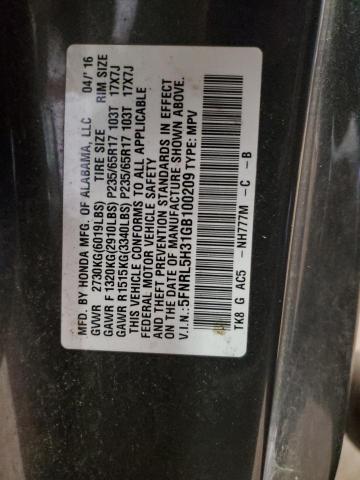 MFD. BY HONDA MFG. OF ALABAMA, LLC 04/ 16
GVWR 2730KG(6019LBS) TIRE SIZE RIM SIZE
GAWR F 1320KG(2910LBS) P235/65R17 103T 17X7J
GAWR R1515KG(3340LBS) P235/65R17 103T 17X7J
THIS VEHICLE CONFORMS TO ALL APPLICABLE
FEDERAL MOTOR VEHICLE SAFETY
AND THEFT PREVENTION STANDARDS IN EFFECT
ON THE DATE OF MANUFACTURE SHOWN ABOVE.
V.I.N.:5FNRL5H31GB100209 TYPE: MPV
TK8 G AC5 - NH777M - C - B